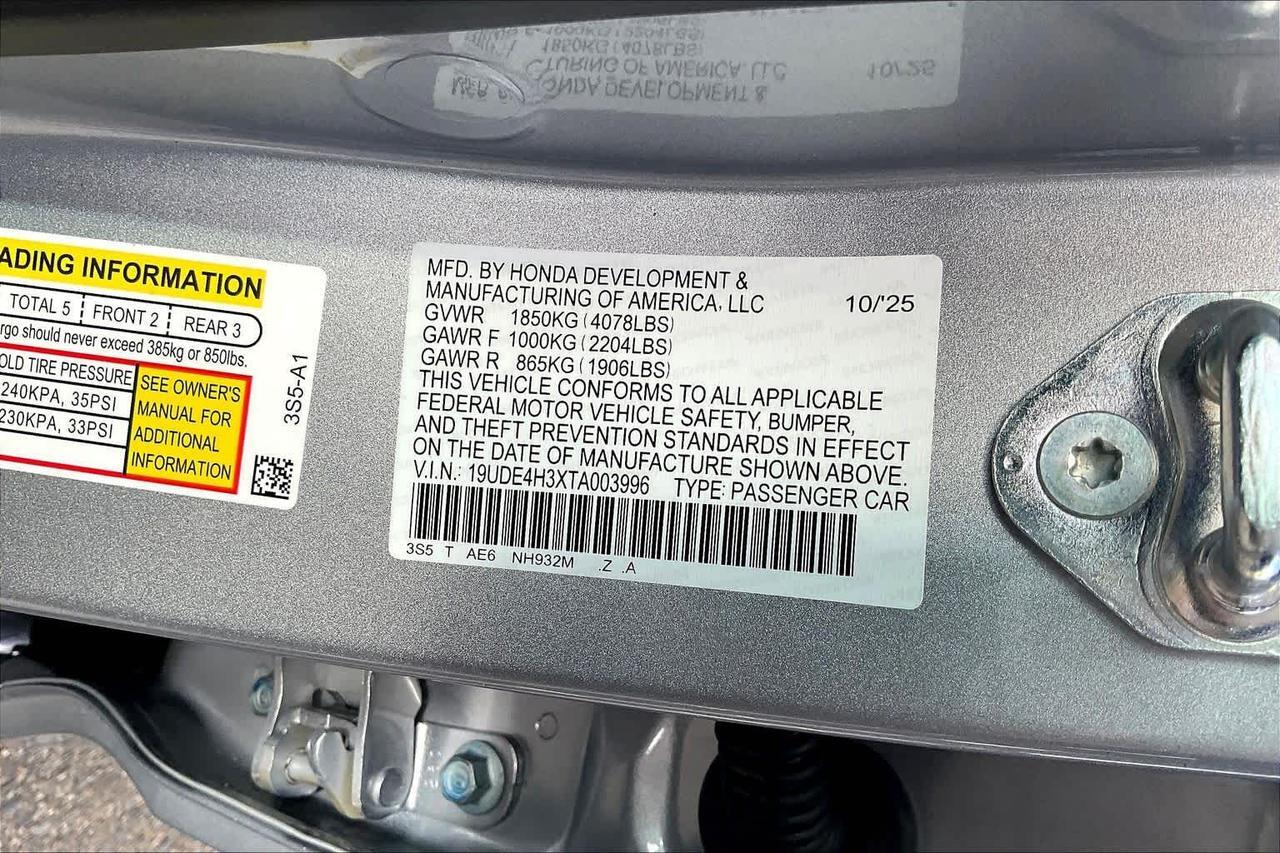 ADING INFORMATION
TOTAL 5 FRONT 2 REAR 3
rgo should never exceed 385kg or 850lbs.
OLD TIRE PRESSURE
240KPA, 35PSI
230KPA, 33PSI
SEE OWNER'S
MANUAL FOR
ADDITIONAL
INFORMATION
3S5-A1
MFD. BY HONDA DEVELOPMENT &
MANUFACTURING OF AMERICA, LLC 10/'25
GVWR 1850KG (4078LBS)
GAWR F 1000KG (2204LBS)
GAWR R 865KG (1906LBS)
THIS VEHICLE CONFORMS TO ALL APPLICABLE
FEDERAL MOTOR VEHICLE SAFETY, BUMPER,
AND THEFT PREVENTION STANDARDS IN EFFECT
ON THE DATE OF MANUFACTURE SHOWN ABOVE.
V.I.N.: 19UDE4H3XTA003996 TYPE: PASSENGER CAR
3S5 T AE6 NH932M .Z .A